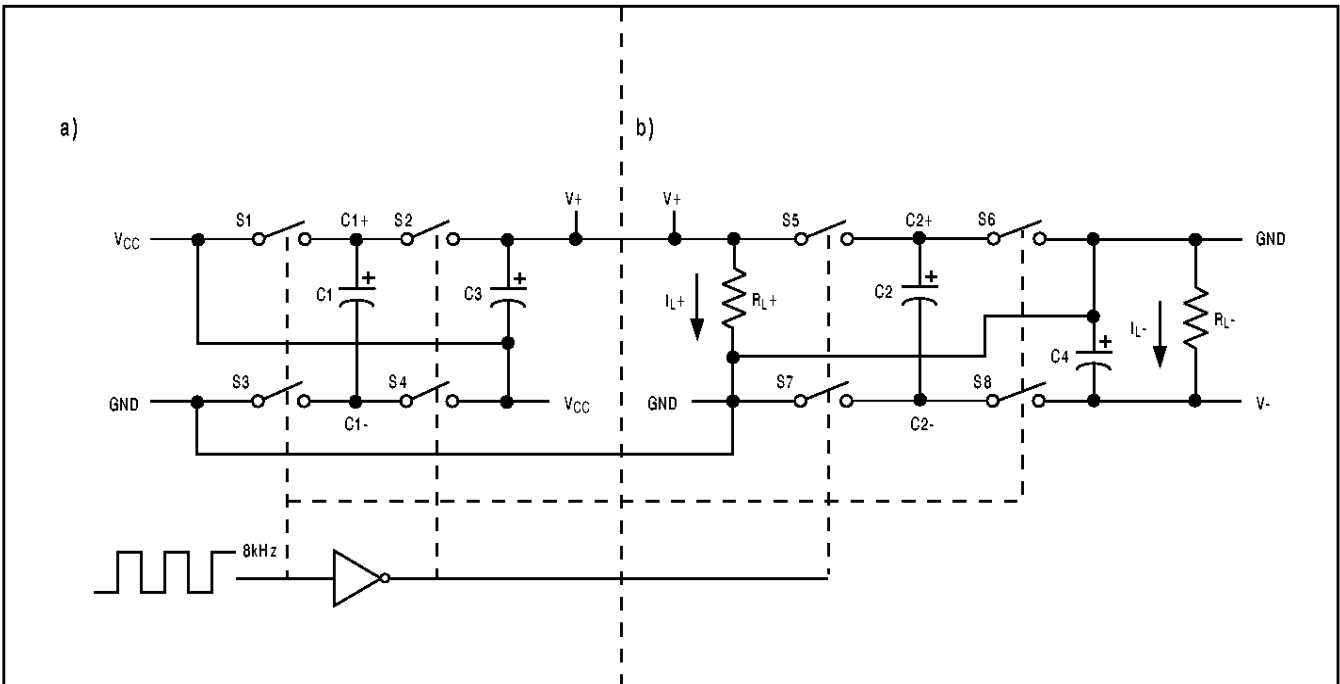 a)
b)
V+
V+
S1
C1+
S2
S5
C2+
S6
VCC
GND
C1
C3
IL+
RL+
C2
IL-
RL-
C4
S3
S4
S7
S8
GND
VCC
GND
V-
C1-
C2-
8kHz
+
+
+
+